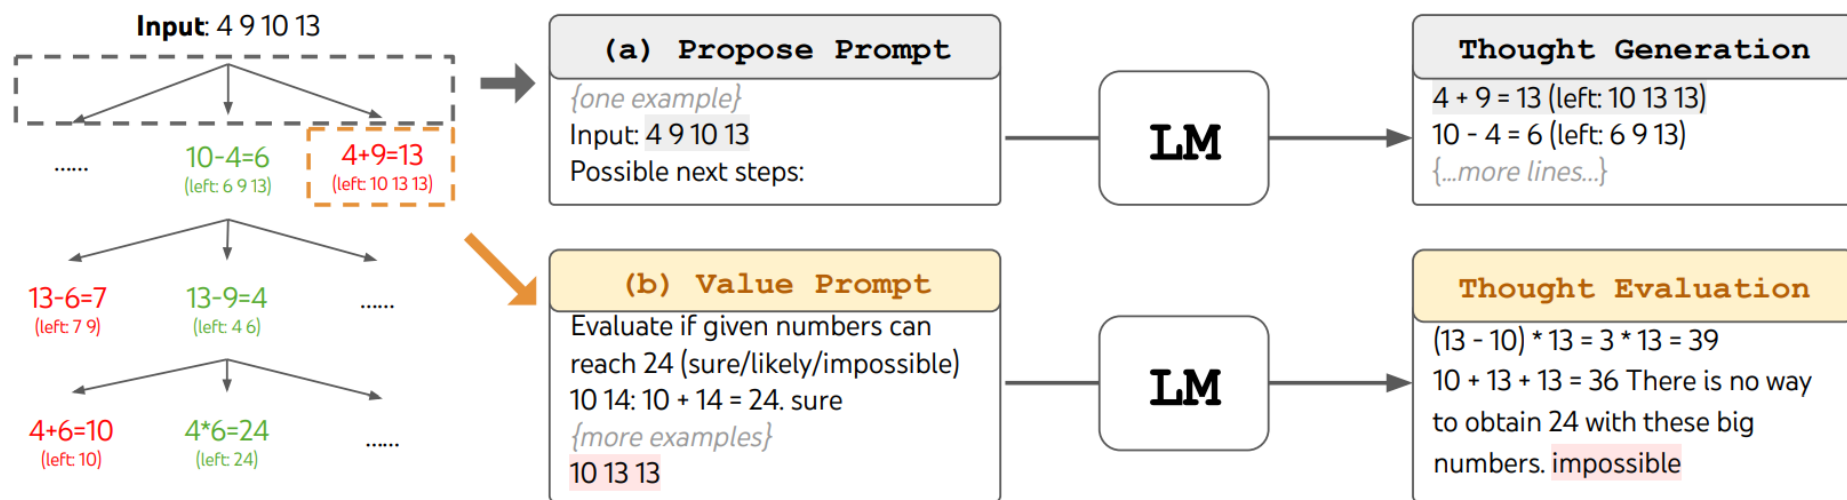 Input: 4 9 10 13
......
10-4=6
(left: 6 9 13)
4+9=13
(left: 10 13 13)
13-6=7
(left: 7 9)
13-9=4
(left: 4 6)
......
4+6=10
(left: 10)
4*6=24
(left: 24)
......
(a) Propose Prompt
{one example}
Input: 4 9 10 13
Possible next steps:
LM
Thought Generation
4 + 9 = 13 (left: 10 13 13)
10 - 4 = 6 (left: 6 9 13)
{...more lines...}
(b) Value Prompt
Evaluate if given numbers can
reach 24 (sure/likely/impossible)
10 14: 10 + 14 = 24. sure
{more examples}
10 13 13
LM
Thought Evaluation
(13 - 10) * 13 = 3 * 13 = 39
10 + 13 + 13 = 36 There is no way
to obtain 24 with these big
numbers. impossible